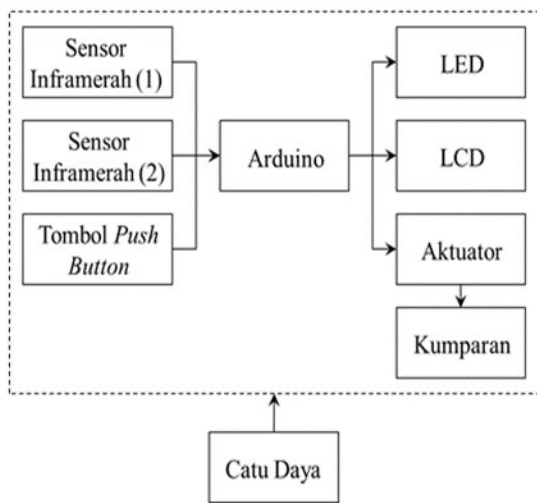 Sensor
Inframerah (1)
Sensor
Inframerah (2)
Tombol Push
Button
Arduino
LED
LCD
Aktuator
Kumparan
Catu Daya